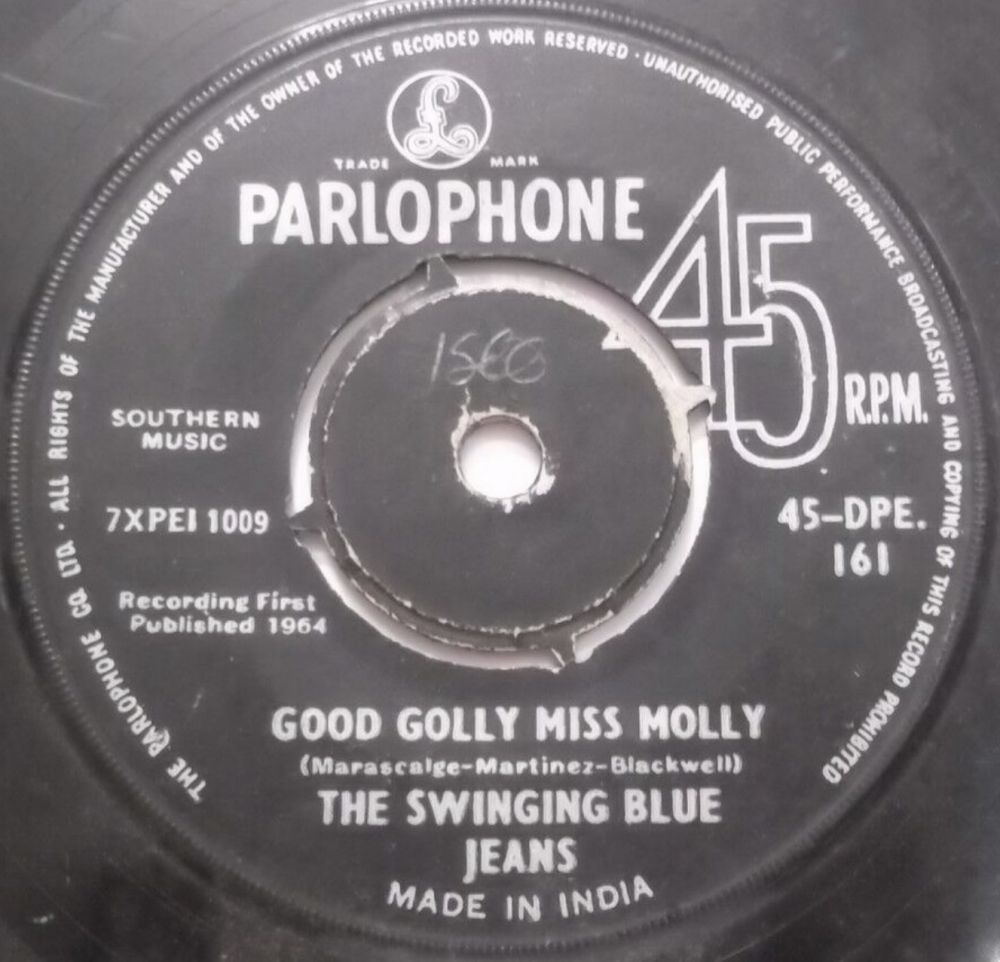 THE PARLOPHONE CO. LTD. · ALL RIGHTS OF THE MANUFACTURER AND OF THE OWNER OF THE RECORDED WORK RESERVED · UNAUTHORISED PUBLIC PERFORMANCE BROADCASTING AND COPYING OF THIS RECORD PROHIBITED
£
TRADE MARK
PARLOPHONE
45 R.P.M.
SOUTHERN
MUSIC
7XPEI 1009
45-DPE.
161
Recording First
Published 1964
GOOD GOLLY MISS MOLLY
(Marascalge-Martinez-Blackwell)
THE SWINGING BLUE
JEANS
MADE IN INDIA